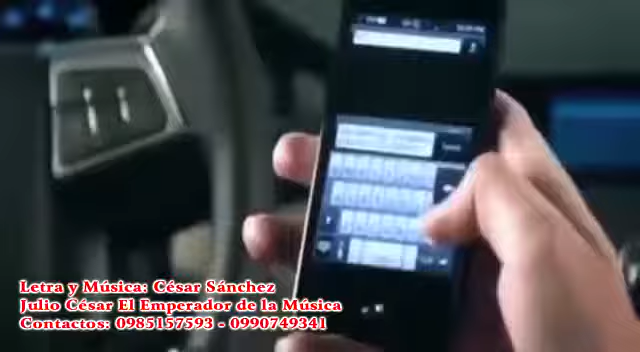 Letra y Música: César Sánchez
Julio César El Emperador de la Música
Contactos: 0985157593 - 0990749341